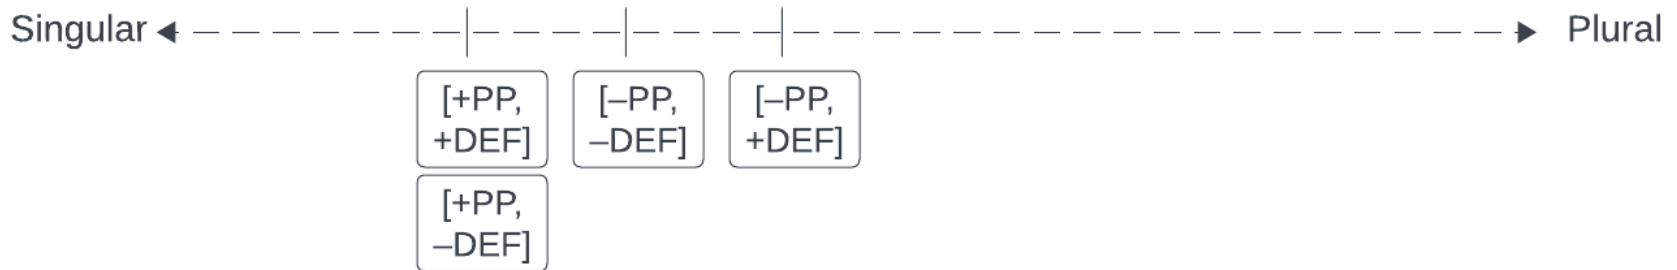 Singular
Plural
[+PP,
+DEF]
[–PP,
–DEF]
[–PP,
+DEF]
[+PP,
–DEF]